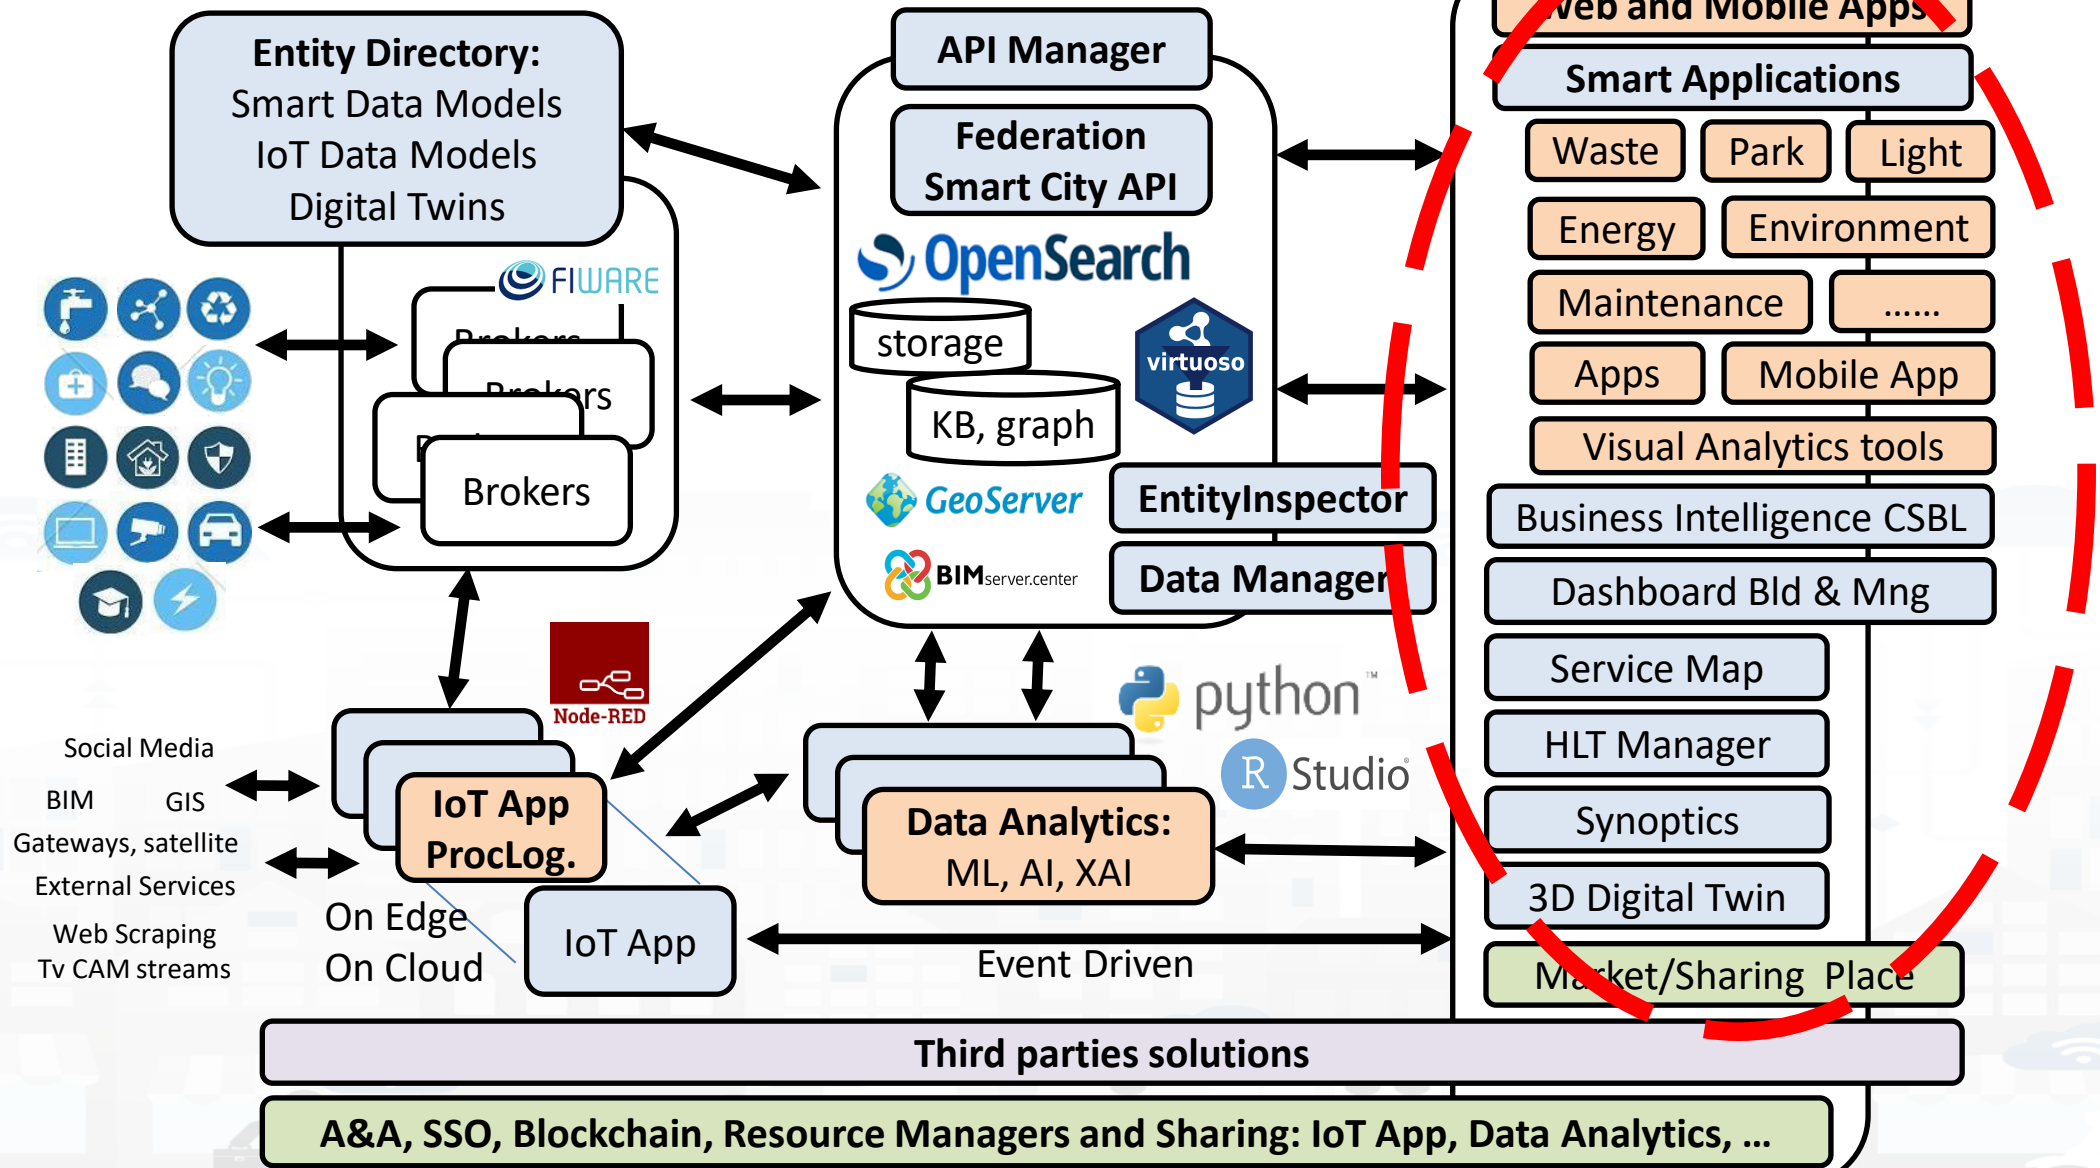 Entity Directory:
Smart Data Models
IoT Data Models
Digital Twins
FIWARE
Brokers
Brokers
Brokers
API Manager
Federation
Smart City API
OpenSearch
storage
virtuoso
KB, graph
GeoServer
EntityInspector
BIMserver.center
Data Manager
Web and Mobile Apps
Smart Applications
Waste
Park
Light
Energy
Environment
Maintenance
……
Apps
Mobile App
Visual Analytics tools
Business Intelligence CSBL
Dashboard Bld & Mng
Service Map
HLT Manager
Synoptics
3D Digital Twin
Market/Sharing Place
Node-RED
python™
R Studio
Social Media
BIM
GIS
Gateways, satellite
External Services
Web Scraping
Tv CAM streams
IoT App
ProcLog.
On Edge
On Cloud
IoT App
Data Analytics:
ML, AI, XAI
Event Driven
Third parties solutions
A&A, SSO, Blockchain, Resource Managers and Sharing: IoT App, Data Analytics, ...